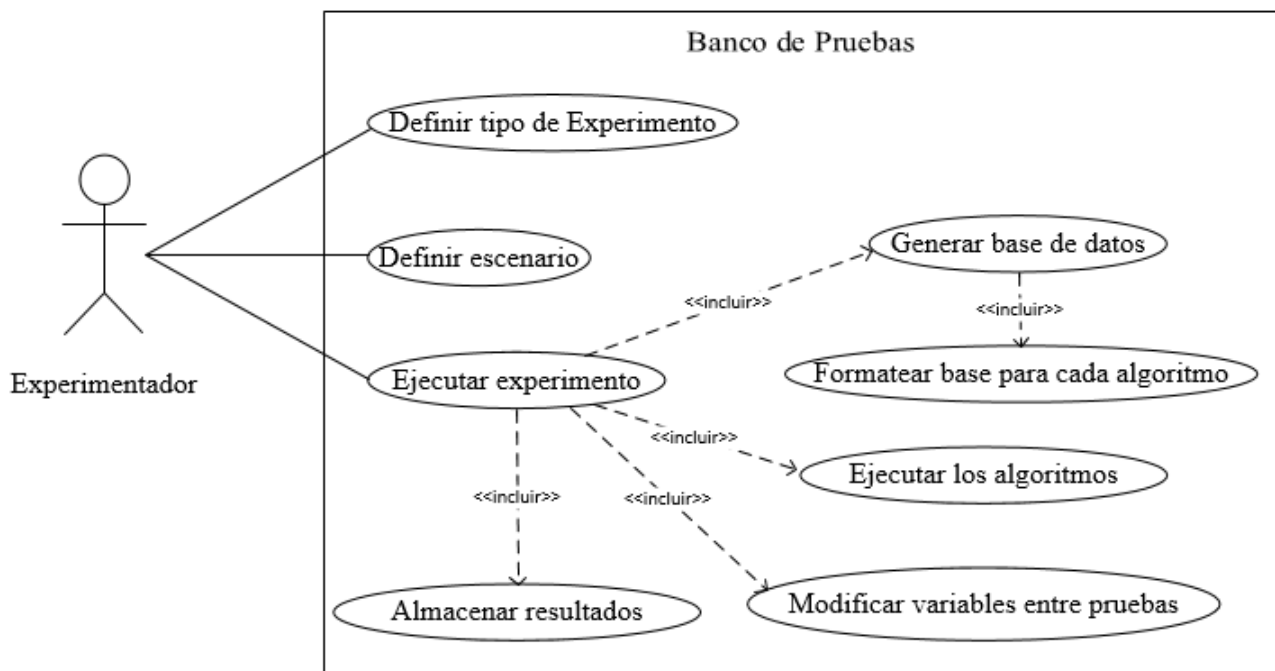 Banco de Pruebas
Definir tipo de Experimento
Definir escenario
Generar base de datos
<<incluir>>
<<incluir>>
Experimentador
Ejecutar experimento
Formatear base para cada algoritmo
<<incluir>>
Ejecutar los algoritmos
<<incluir>>
<<incluir>>
Almacenar resultados
Modificar variables entre pruebas